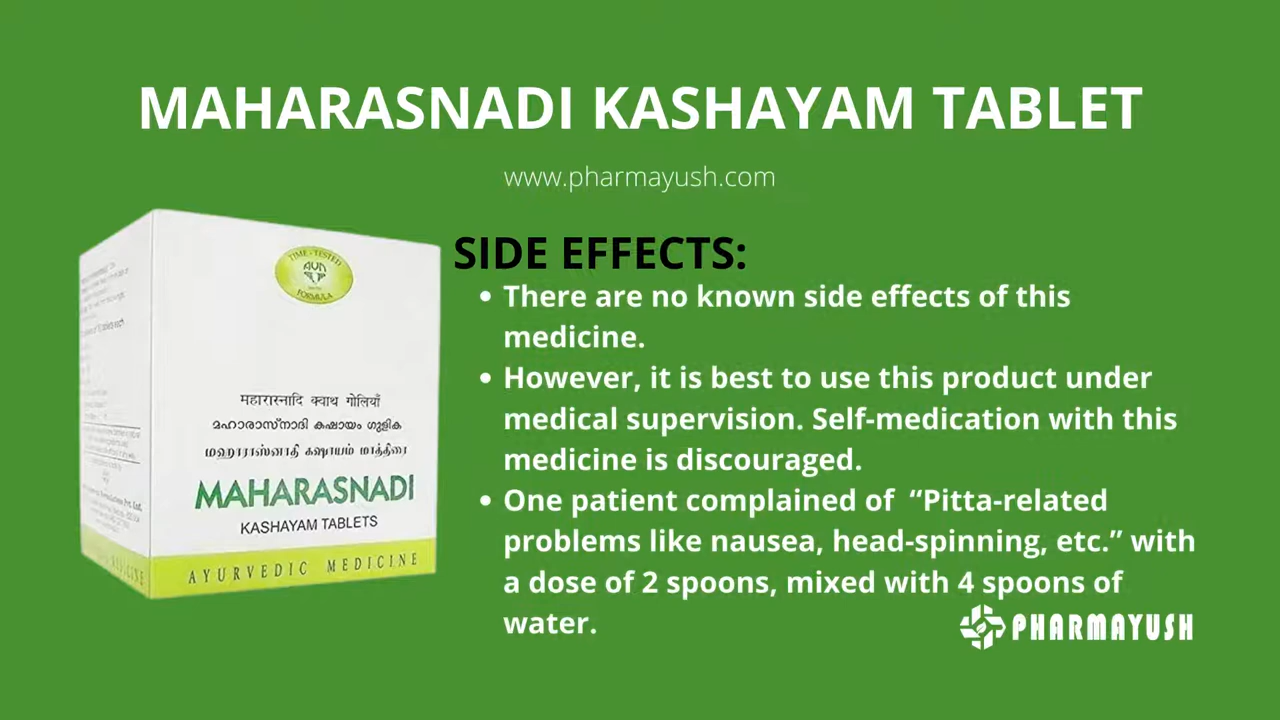 MAHARASNADI KASHAYAM TABLET
www.pharmayush.com
SIDE EFFECTS:
• There are no known side effects of this
medicine.
• However, it is best to use this product under
medical supervision. Self-medication with this
medicine is discouraged.
• One patient complained of “Pitta-related
problems like nausea, head-spinning, etc.” with
a dose of 2 spoons, mixed with 4 spoons of
water.
TIME - TESTED
AVN
FORMULA
महारास्नादि क्वाथ गोलियाँ
മഹാരാസ്നാദി കഷായം ഗുളിക
மஹாராஸ்னாதி கஷாயம் மாத்திரை
MAHARASNADI
KASHAYAM TABLETS
AYURVEDIC MEDICINE
PHARMAYUSH